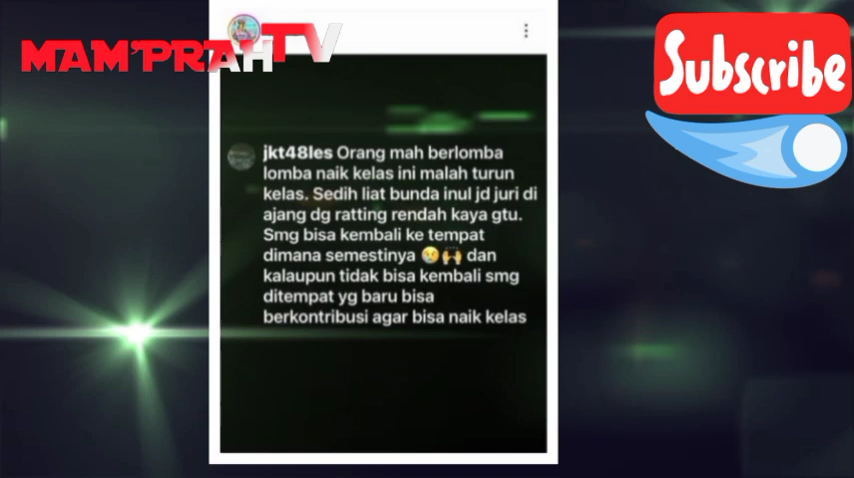 MAM'PRAHTV
Subscribe
jkt48les Orang mah berlomba
lomba naik kelas ini malah turun
kelas. Sedih liat bunda inul jd juri di
ajang dg ratting rendah kaya gtu.
Smg bisa kembali ke tempat
dimana semestinya 😢🙌 dan
kalaupun tidak bisa kembali smg
ditempat yg baru bisa
berkontribusi agar bisa naik kelas